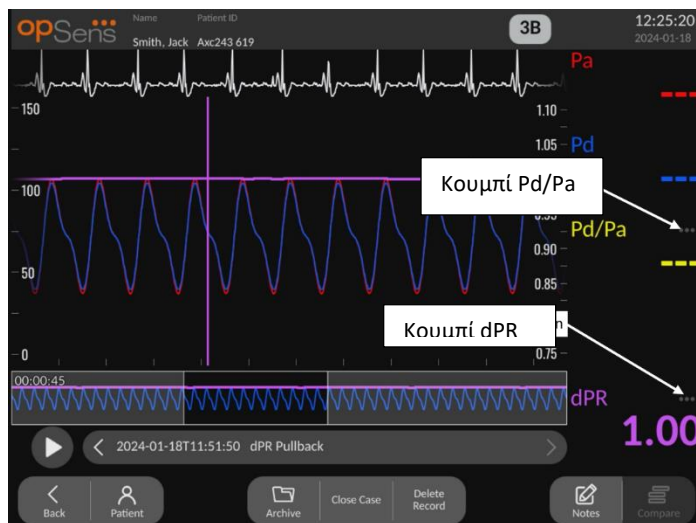 opSens
Name Patient ID
Smith, Jack Axc243 619
3B
12:25:20
2024-01-18
Pa
150
1.10
1.05
Pd
Κουμπί Pd/Pa
100
Pd/Pa
0.90
50
0.85
Κουμπί dPR
n
0
0.75
00:00:45
dPR
1.00
2024-01-18T11:51:50 dPR Pullback
Back Patient Archive Close Case Delete Record Notes Compare